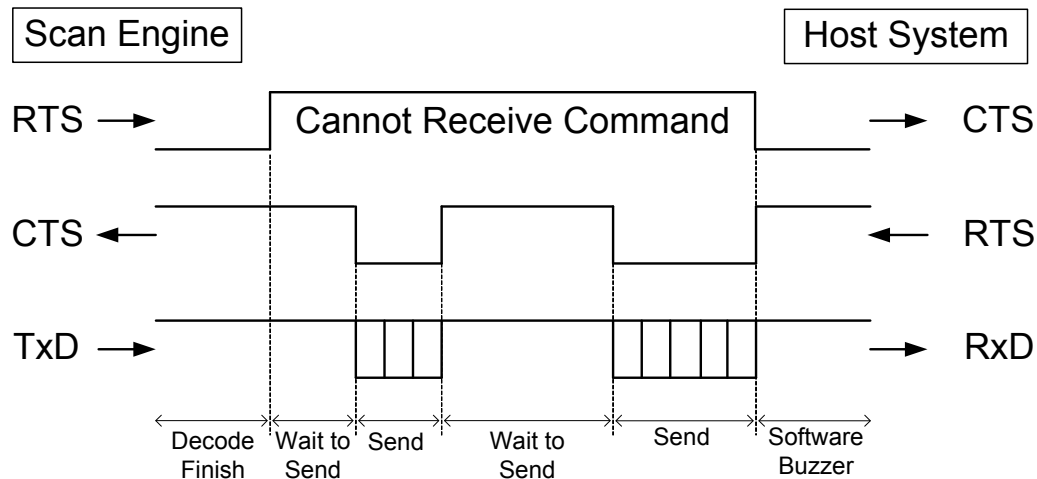 Scan Engine
Host System
RTS
Cannot Receive Command
CTS
CTS
RTS
TxD
RxD
Decode
Finish
Wait to
Send
Send
Wait to
Send
Send
Software
Buzzer